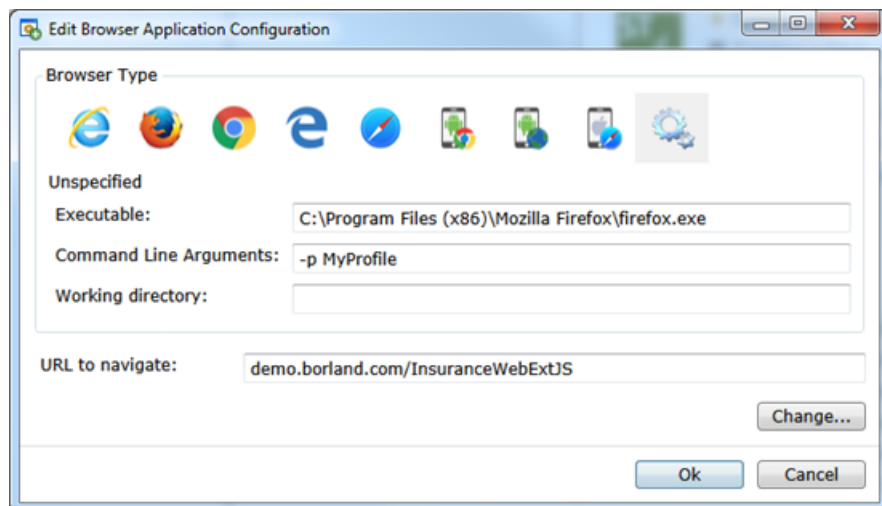 Edit Browser Application Configuration
Browser Type
Unspecified
Executable: C:\Program Files (x86)\Mozilla Firefox\firefox.exe
Command Line Arguments: -p MyProfile
Working directory:
URL to navigate: demo.borland.com/InsuranceWebExtJS
Change...
Ok Cancel